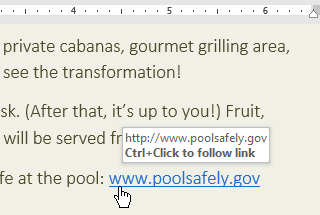 4 5 6
private cabanas, gourmet grilling area,
see the transformation!
sk. (After that, it's up to you!) Fruit,
will be served fr
http://www.poolsafely.gov
Ctrl+Click to follow link
fe at the pool: www.poolsafely.gov